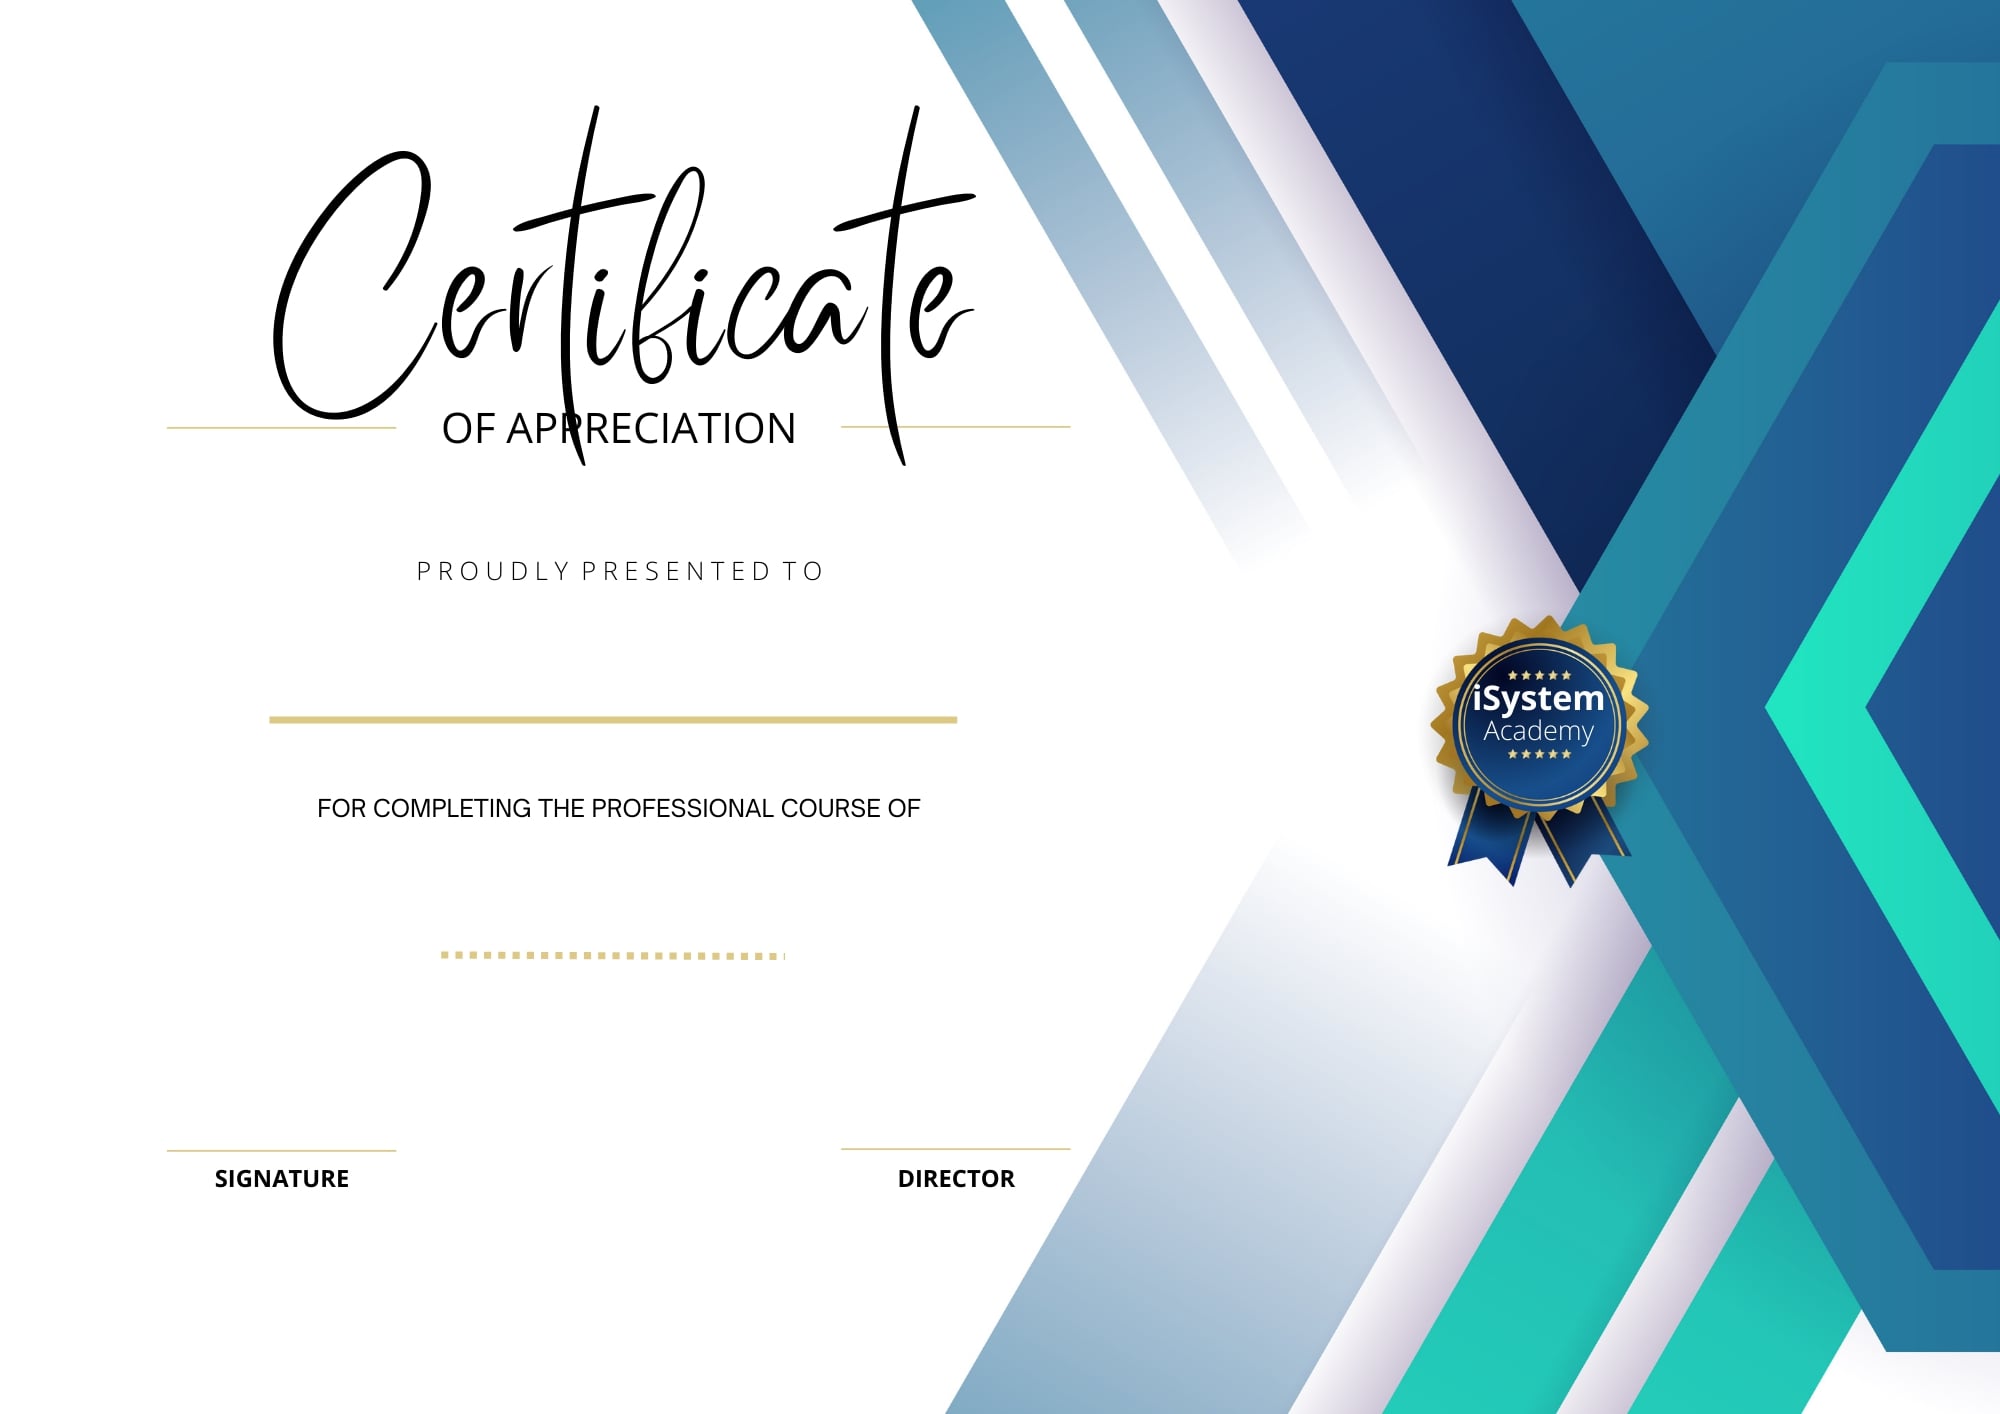 Certificate
OF APPRECIATION
PROUDLY PRESENTED TO
FOR COMPLETING THE PROFESSIONAL COURSE OF
iSystem
Academy
SIGNATURE
DIRECTOR